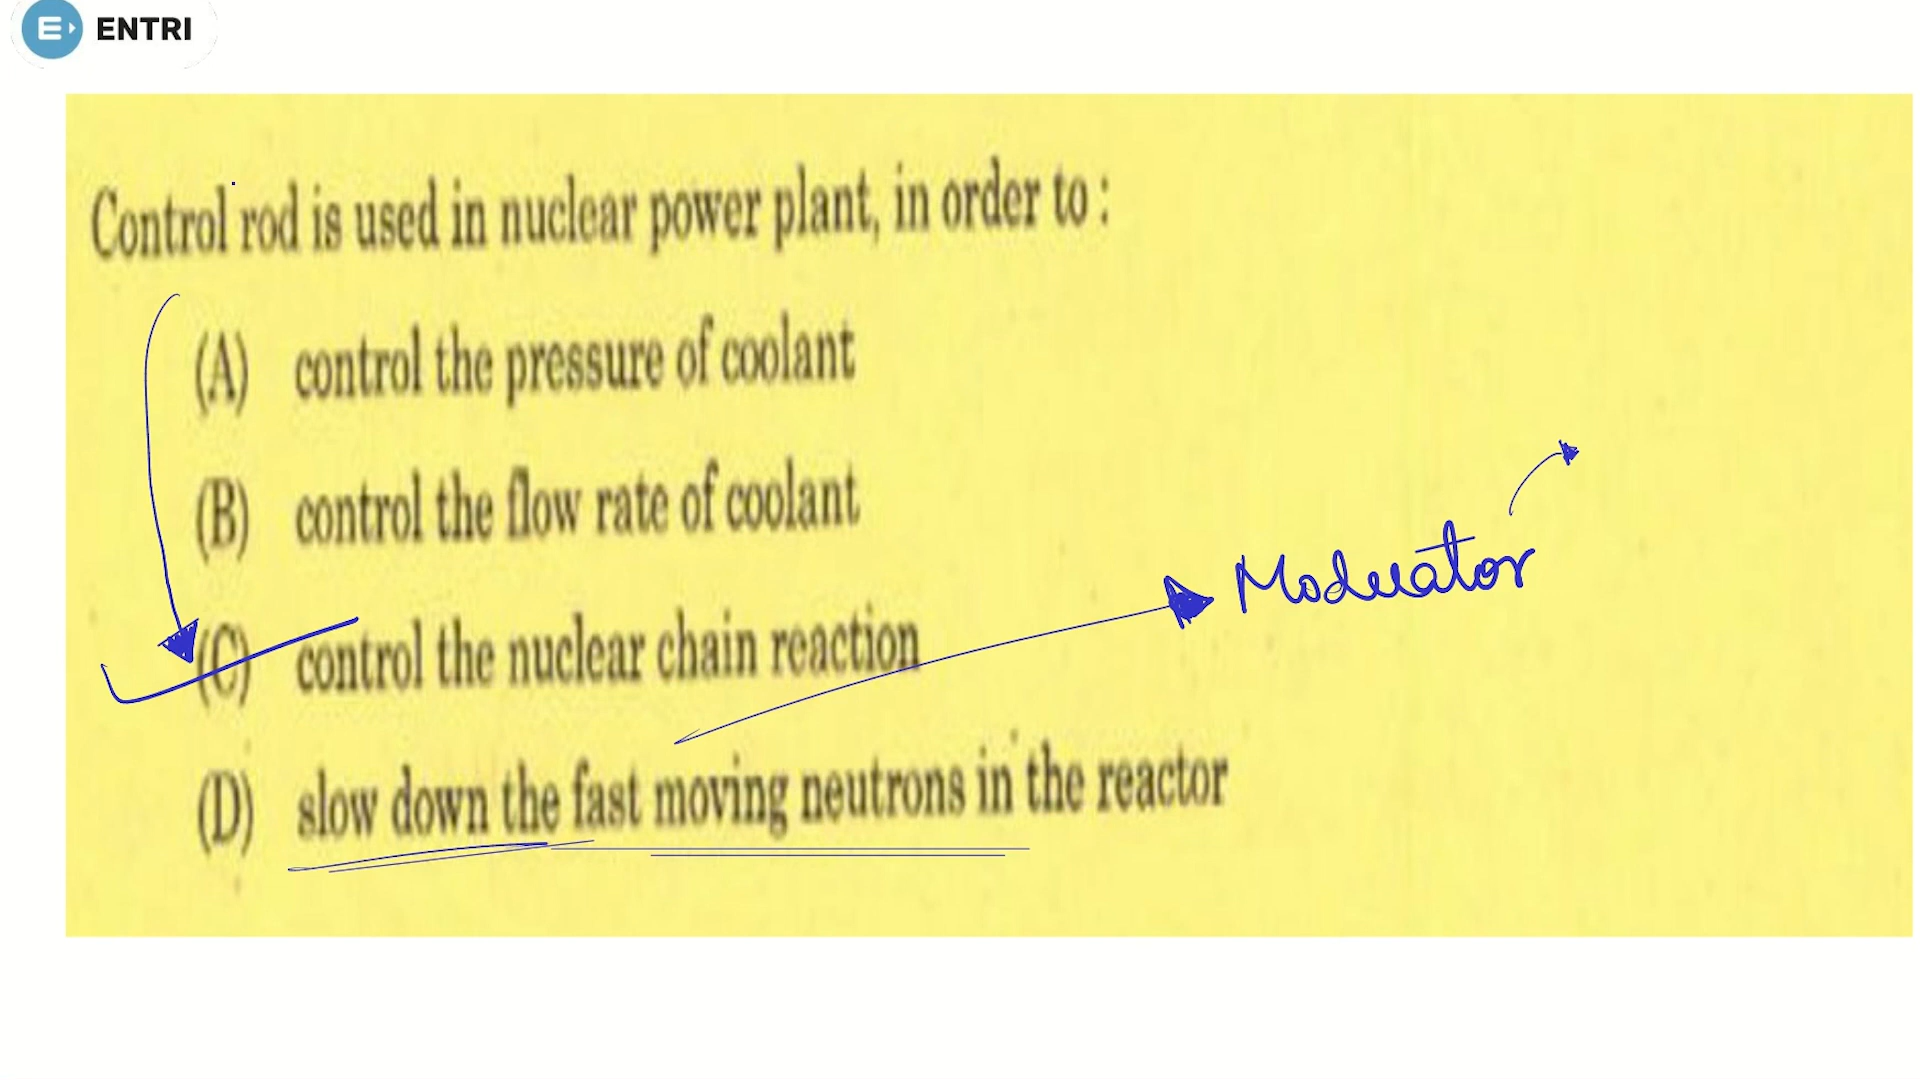 ENTRI
Control rod is used in nuclear power plant, in order to :
(A) control the pressure of coolant
(B) control the flow rate of coolant
(C) control the nuclear chain reaction
(D) slow down the fast moving neutrons in the reactor
Moderator